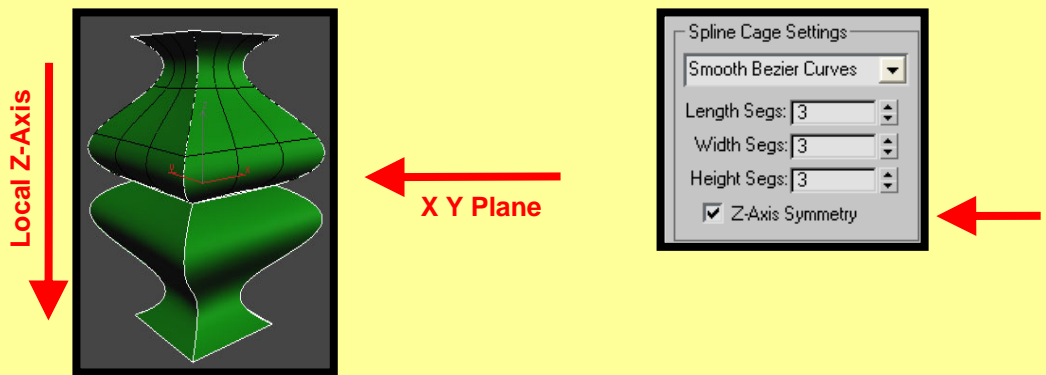 Local Z-Axis
X Y Plane
Spline Cage Settings
Smooth Bezier Curves
Length Segs: 3
Width Segs: 3
Height Segs: 3
Z-Axis Symmetry